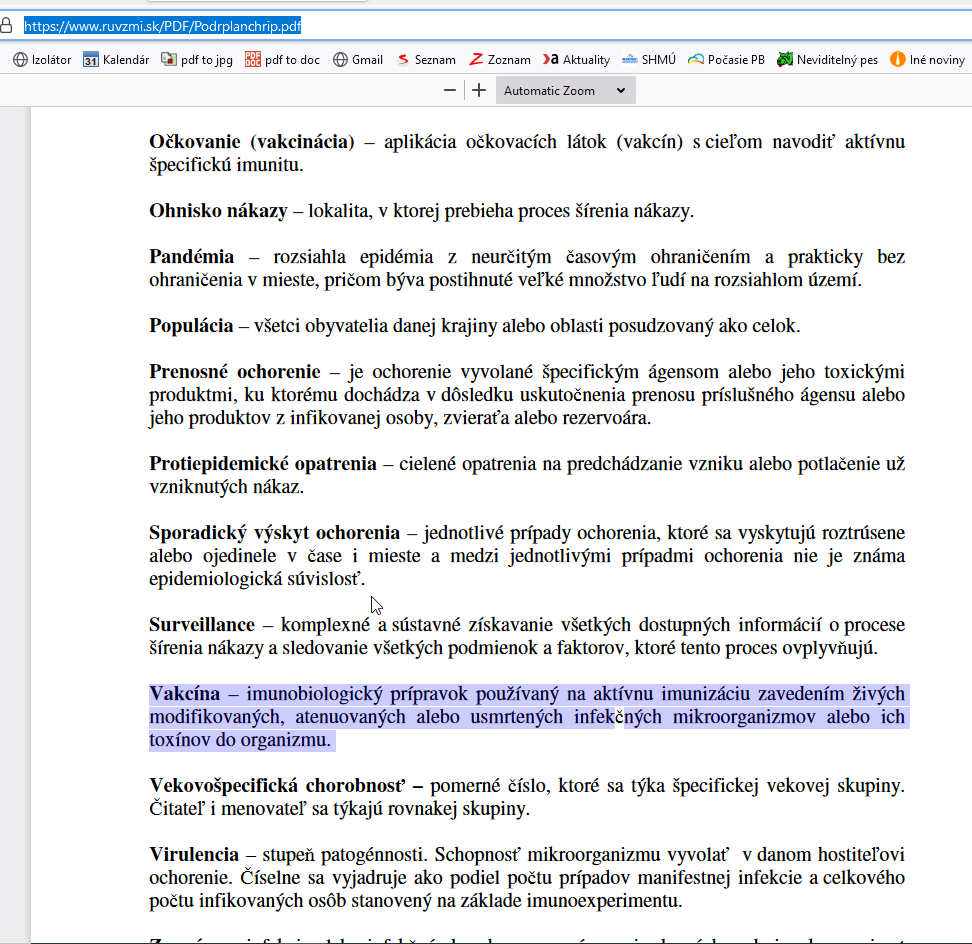 https://www.ruvzmi.sk/PDF/Podrplanchrip.pdf
Izolátor 31 Kalendár pdf to jpg PDF DOC pdf to doc Gmail S Seznam Z Zoznam Aktuality SHMÚ Počasie PB Neviditelný pes Iné noviny
− + Automatic Zoom
Očkovanie (vakcinácia) – aplikácia očkovacích látok (vakcín) s cieľom navodiť aktívnu
špecifickú imunitu.
Ohnisko nákazy – lokalita, v ktorej prebieha proces šírenia nákazy.
Pandémia – rozsiahla epidémia z neurčitým časovým ohraničením a prakticky bez
ohraničenia v mieste, pričom býva postihnuté veľké množstvo ľudí na rozsiahlom území.
Populácia – všetci obyvatelia danej krajiny alebo oblasti posudzovaný ako celok.
Prenosné ochorenie – je ochorenie vyvolané špecifickým ágensom alebo jeho toxickými
produktmi, ku ktorému dochádza v dôsledku uskutočnenia prenosu príslušného ágensu alebo
jeho produktov z infikovanej osoby, zvieraťa alebo rezervoára.
Protiepidemické opatrenia – cielené opatrenia na predchádzanie vzniku alebo potlačenie už
vzniknutých nákaz.
Sporadický výskyt ochorenia – jednotlivé prípady ochorenia, ktoré sa vyskytujú roztrúsene
alebo ojedinele v čase i mieste a medzi jednotlivými prípadmi ochorenia nie je známa
epidemiologická súvislosť.
Surveillance – komplexné a sústavné získavanie všetkých dostupných informácií o procese
šírenia nákazy a sledovanie všetkých podmienok a faktorov, ktoré tento proces ovplyvňujú.
Vakcína – imunobiologický prípravok používaný na aktívnu imunizáciu zavedením živých
modifikovaných, atenuovaných alebo usmrtených infekčných mikroorganizmov alebo ich
toxínov do organizmu.
Vekovošpecifická chorobnosť – pomerné číslo, ktoré sa týka špecifickej vekovej skupiny.
Čitateľ i menovateľ sa týkajú rovnakej skupiny.
Virulencia – stupeň patogénnosti. Schopnosť mikroorganizmu vyvolať v danom hostiteľovi
ochorenie. Číselne sa vyjadruje ako podiel počtu prípadov manifestnej infekcie a celkového
počtu infikovaných osôb stanovený na základe imunoexperimentu.